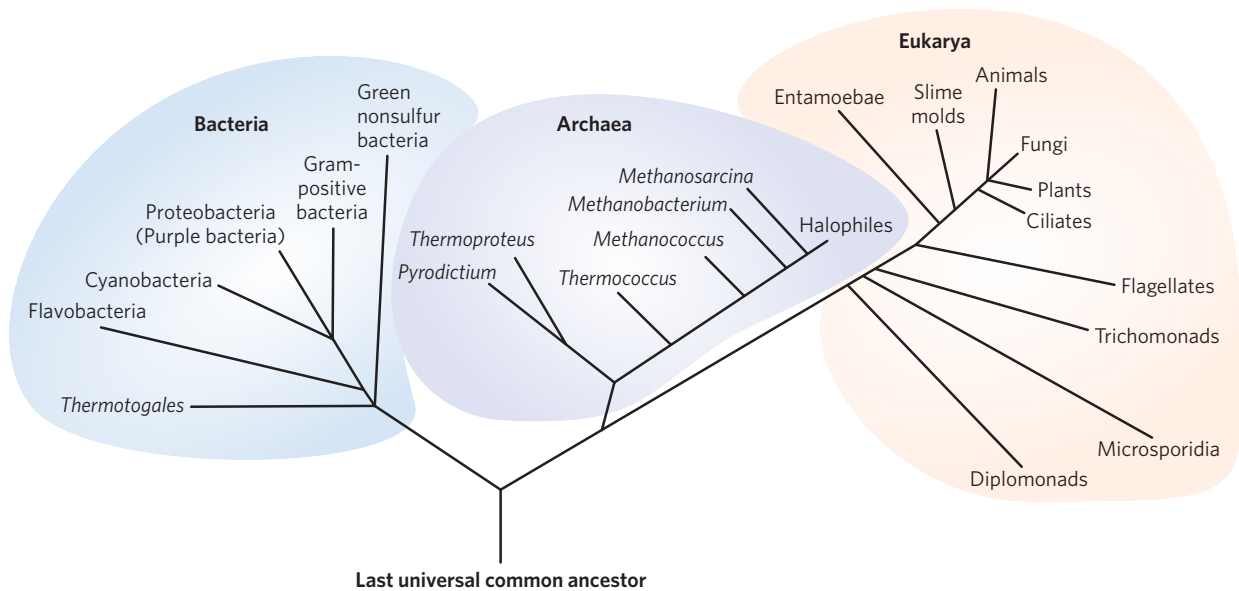 Bacteria
Green
nonsulfur
bacteria
Gram-
positive
bacteria
Proteobacteria
(Purple bacteria)
Cyanobacteria
Flavobacteria
Thermotogales
Archaea
Methanosarcina
Methanobacterium
Halophiles
Methanococcus
Thermoproteus
Pyrodictium
Thermococcus
Eukarya
Animals
Entamoebae
Slime
molds
Fungi
Plants
Ciliates
Flagellates
Trichomonads
Microsporidia
Diplomonads
Last universal common ancestor